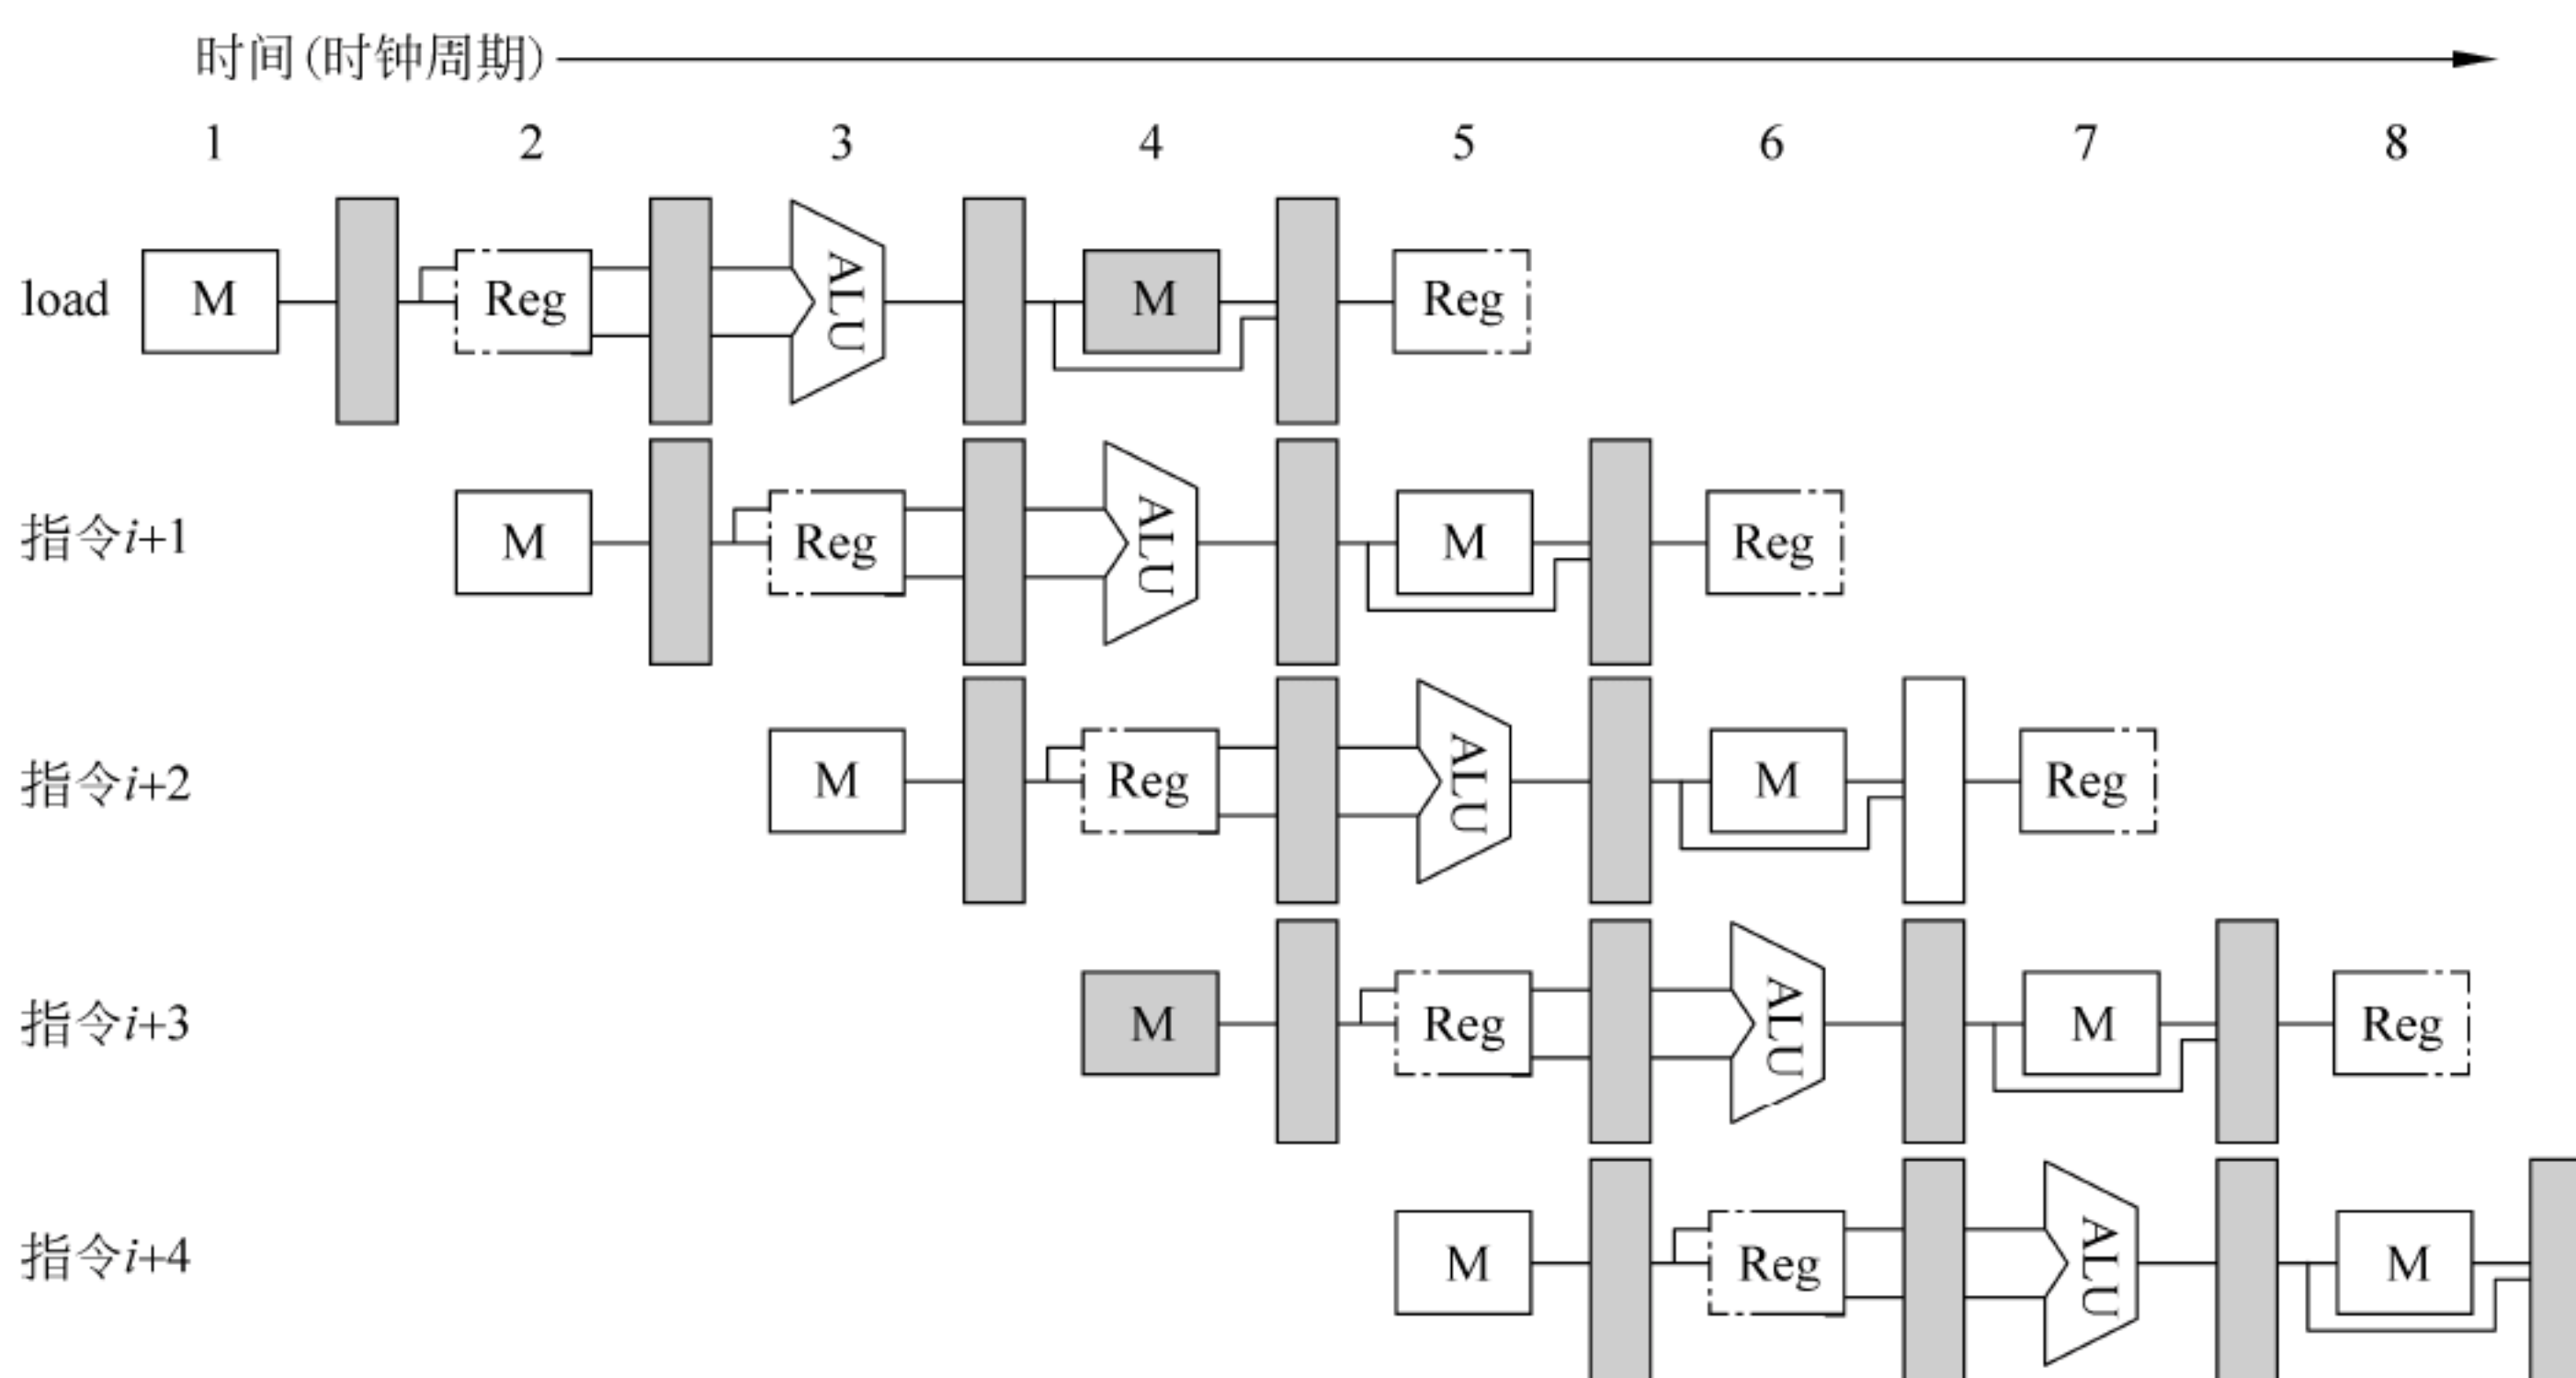 时间(时钟周期)
1 2 3 4 5 6 7 8
load M Reg ALU M Reg
指令i+1 M Reg ALU M Reg
指令i+2 M Reg ALU M Reg
指令i+3 M Reg ALU M Reg
指令i+4 M Reg ALU M